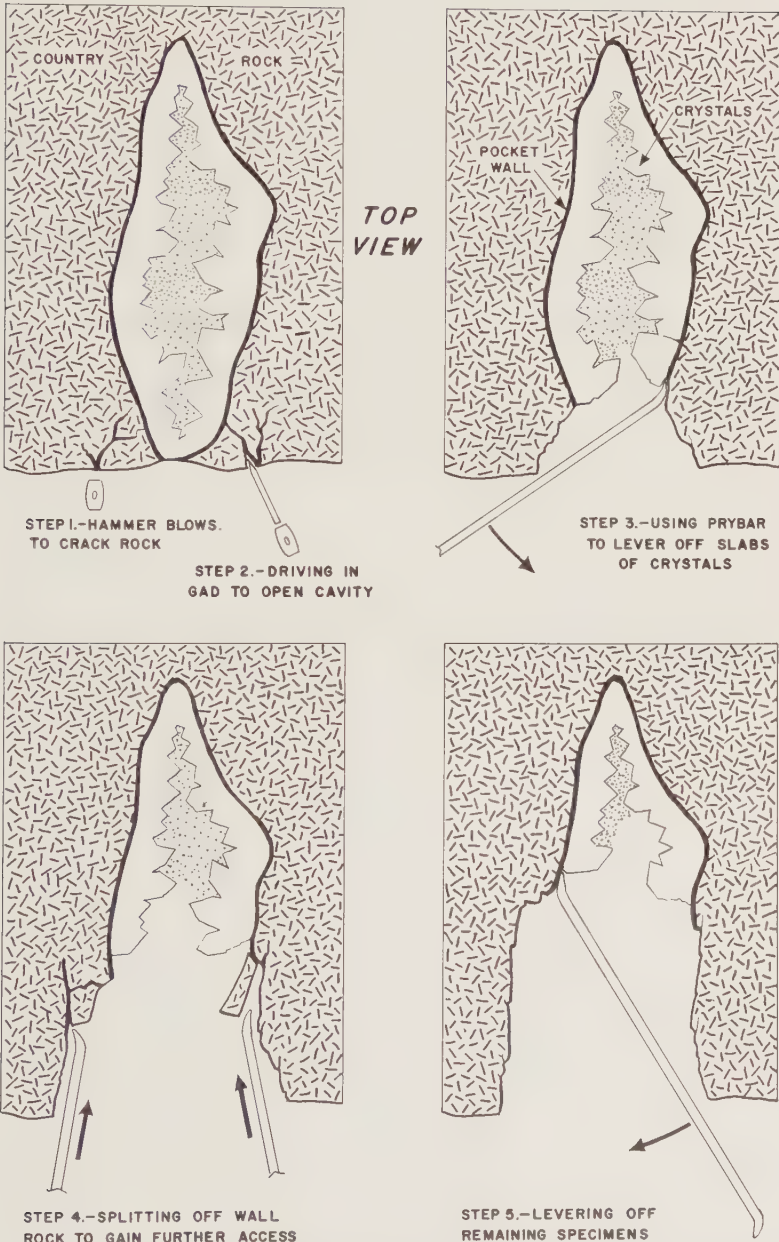 COUNTRY ROCK
STEP 1.-HAMMER BLOWS.
TO CRACK ROCK
STEP 2.-DRIVING IN
GAD TO OPEN CAVITY
TOP
VIEW
CRYSTALS
POCKET
WALL
STEP 3.-USING PRYBAR
TO LEVER OFF SLABS
OF CRYSTALS
STEP 4.-SPLITTING OFF WALL
ROCK TO GAIN FURTHER ACCESS
STEP 5.-LEVERING OFF
REMAINING SPECIMENS